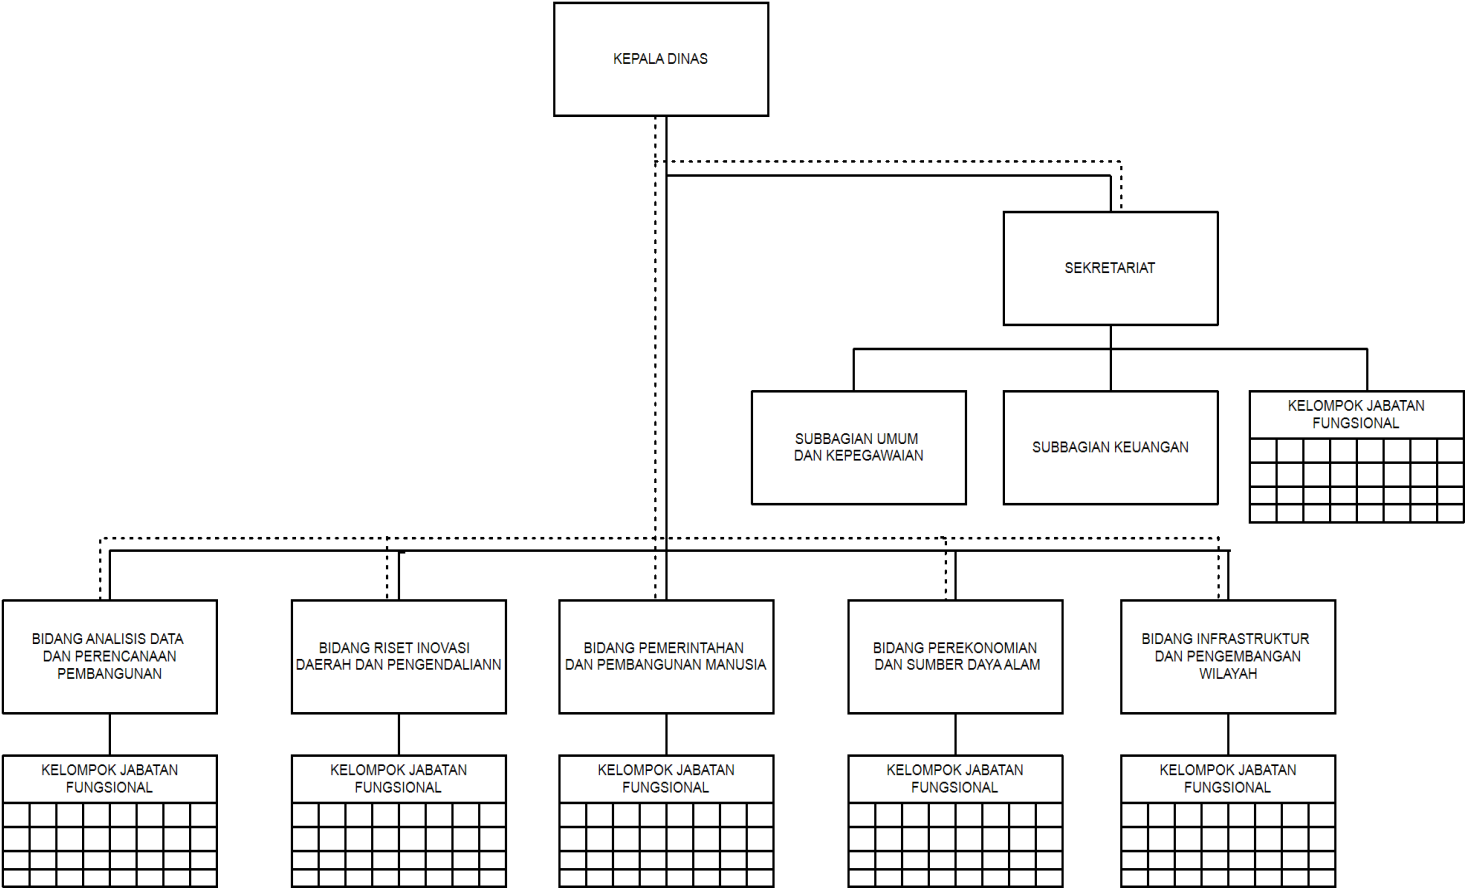 KEPALA DINAS
SEKRETARIAT
SUBBAGIAN UMUM
DAN KEPEGAWAIAN
SUBBAGIAN KEUANGAN
KELOMPOK JABATAN
FUNGSIONAL
BIDANG ANALISIS DATA
DAN PERENCANAAN
PEMBANGUNAN
BIDANG RISET INOVASI
DAERAH DAN PENGENDALIANN
BIDANG PEMERINTAHAN
DAN PEMBANGUNAN MANUSIA
BIDANG PEREKONOMIAN
DAN SUMBER DAYA ALAM
BIDANG INFRASTRUKTUR
DAN PENGEMBANGAN
WILAYAH
KELOMPOK JABATAN
FUNGSIONAL
KELOMPOK JABATAN
FUNGSIONAL
KELOMPOK JABATAN
FUNGSIONAL
KELOMPOK JABATAN
FUNGSIONAL
KELOMPOK JABATAN
FUNGSIONAL